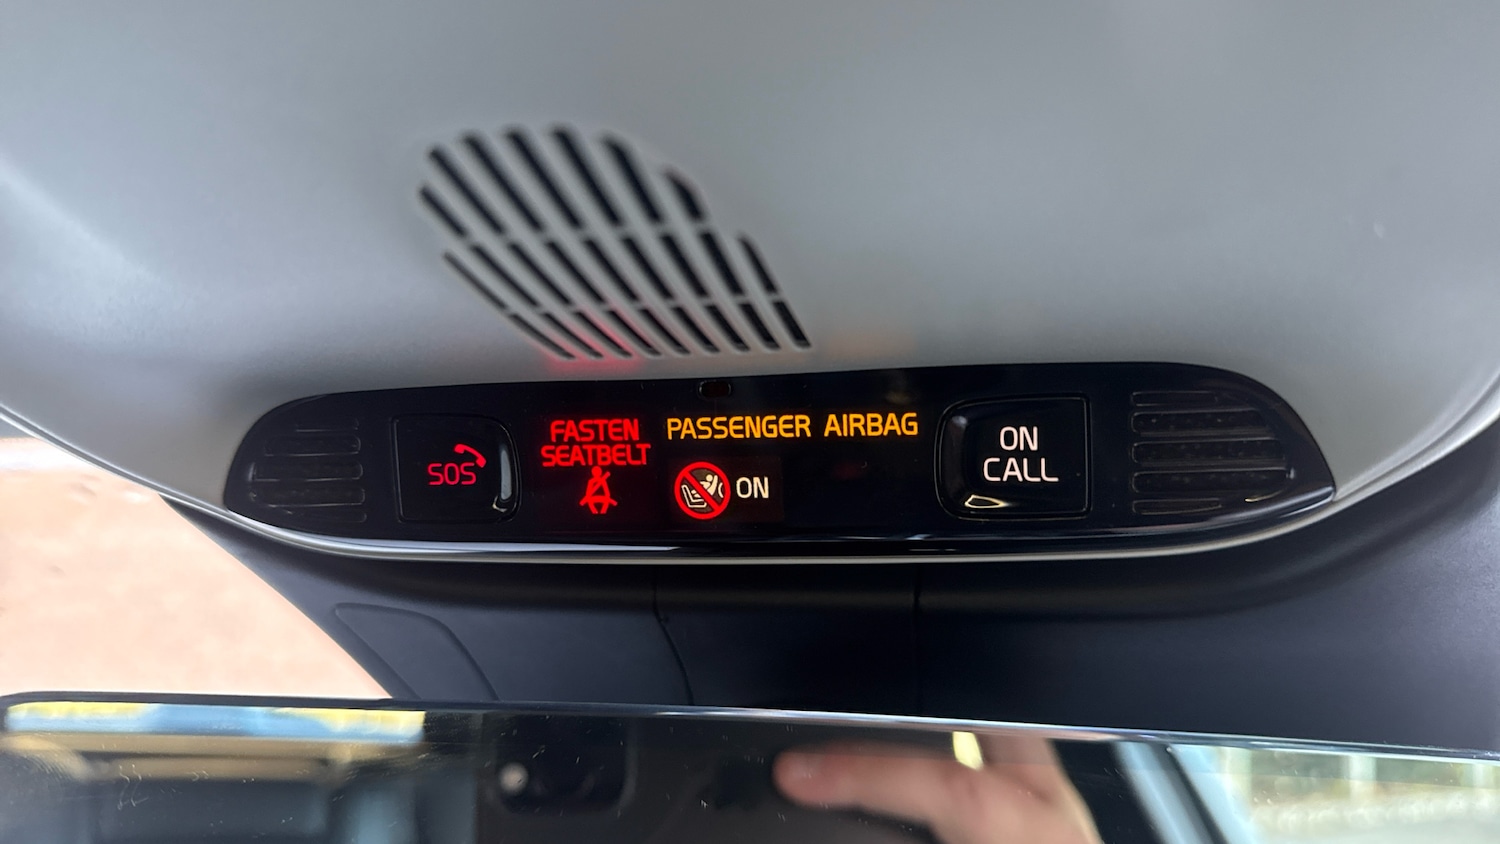 SOS
FASTEN
SEATBELT
PASSENGER AIRBAG
ON
ON
CALL